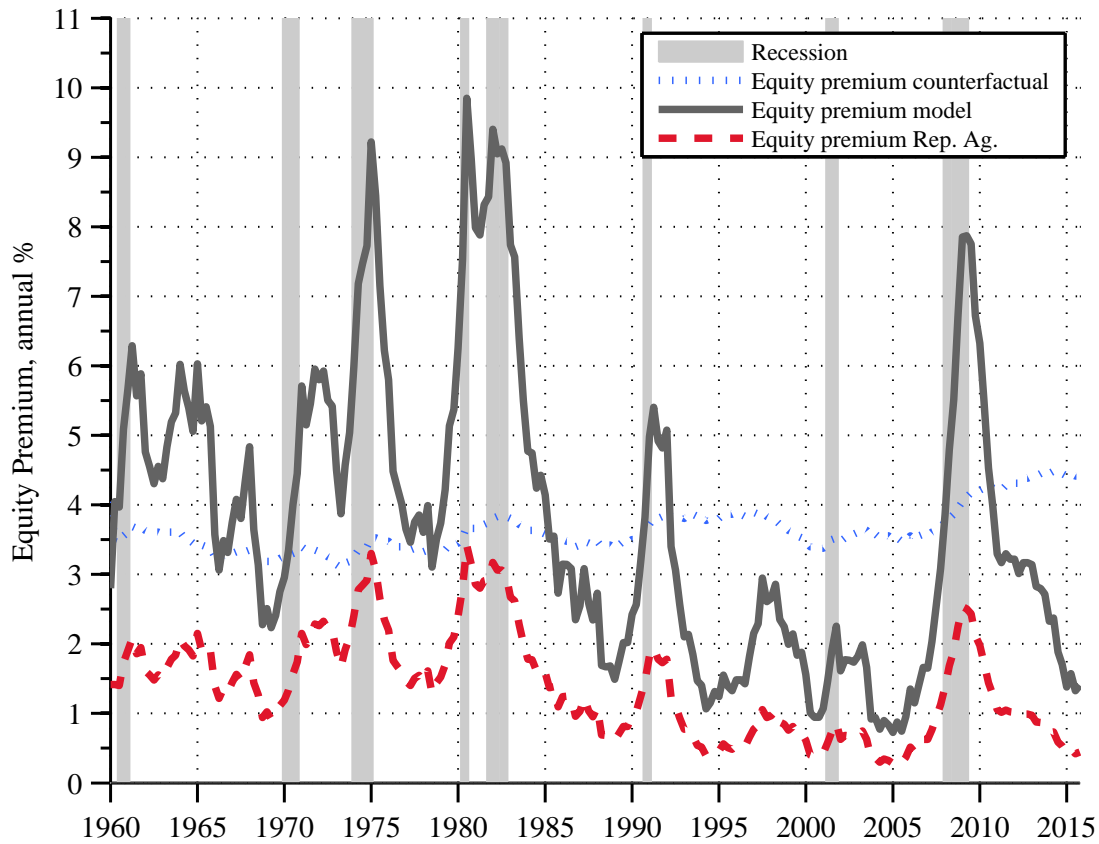 11
10
9
8
7
6
5
4
3
2
1
0
Equity Premium, annual %
Recession
Equity premium counterfactual
Equity premium model
Equity premium Rep. Ag.
1960 1965 1970 1975 1980 1985 1990 1995 2000 2005 2010 2015